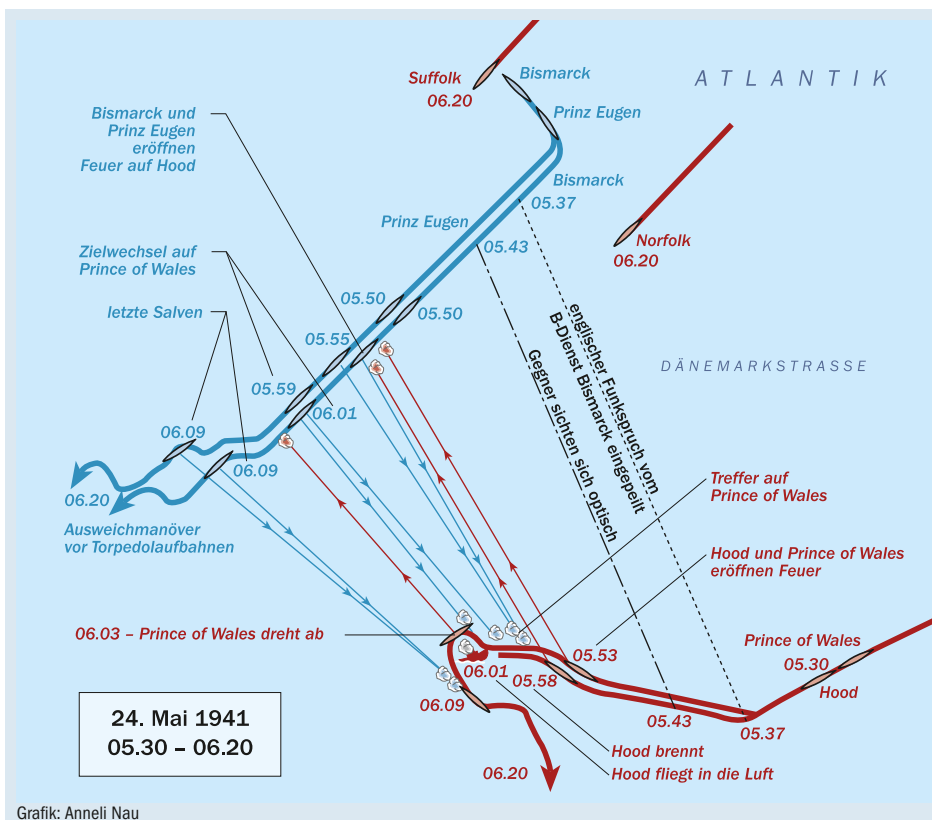 Suffolk
06.20
Bismarck
ATLANTIK
Bismarck und
Prinz Eugen
eröffnen
Feuer auf Hood
Prinz Eugen
Bismarck
05.37
Prinz Eugen
05.43
Norfolk
06.20
Zielwechsel auf
Prince of Wales
letzte Salven
05.50
05.50
05.55
05.59
06.01
06.09
06.09
06.20
Ausweichmanöver
vor Torpedolaufbahnen
englischer Funkspruch vom
B-Dienst Bismarck eingepeilt
Gegner sichten sich optisch
DÄNEMARKSTRASSE
Treffer auf
Prince of Wales
Hood und Prince of Wales
eröffnen Feuer
06.03 – Prince of Wales dreht ab
06.01
05.58
05.53
Prince of Wales
05.30
Hood
05.43
05.37
06.09
06.20
Hood brennt
Hood fliegt in die Luft
24. Mai 1941
05.30 – 06.20
Grafik: Anneli Nau